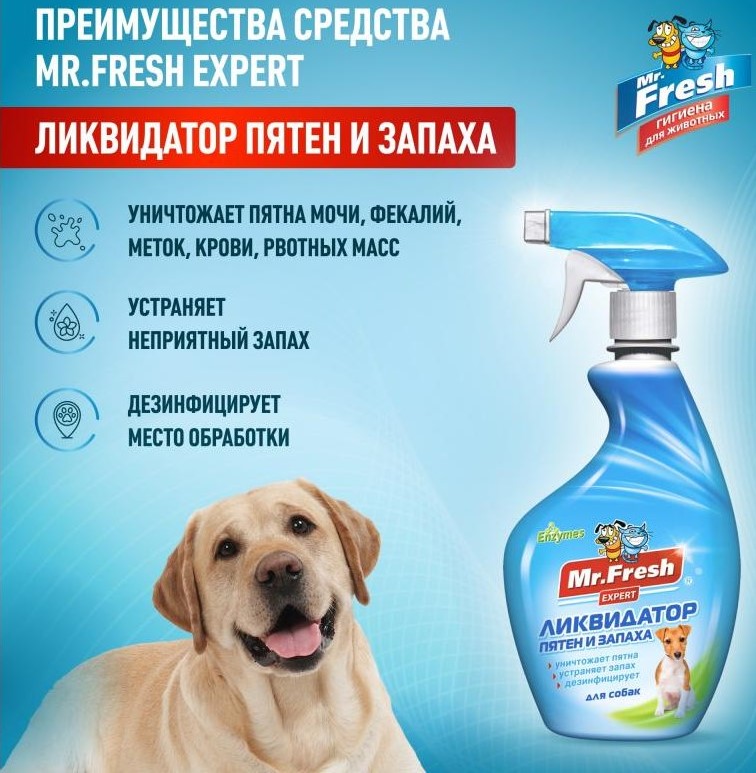 ПРЕИМУЩЕСТВА СРЕДСТВА
MR.FRESH EXPERT
ЛИКВИДАТОР ПЯТЕН И ЗАПАХА
Mr.
Fresh
гигиена
для животных
УНИЧТОЖАЕТ ПЯТНА МОЧИ, ФЕКАЛИЙ,
МЕТОК, КРОВИ, РВОТНЫХ МАСС
УСТРАНЯЕТ
НЕПРИЯТНЫЙ ЗАПАХ
ДЕЗИНФИЦИРУЕТ
МЕСТО ОБРАБОТКИ
Enzymes
Mr.Fresh ®
EXPERT
ЛИКВИДАТОР
ПЯТЕН И ЗАПАХА
уничтожает пятна
устраняет запах
дезинфицирует
для собак